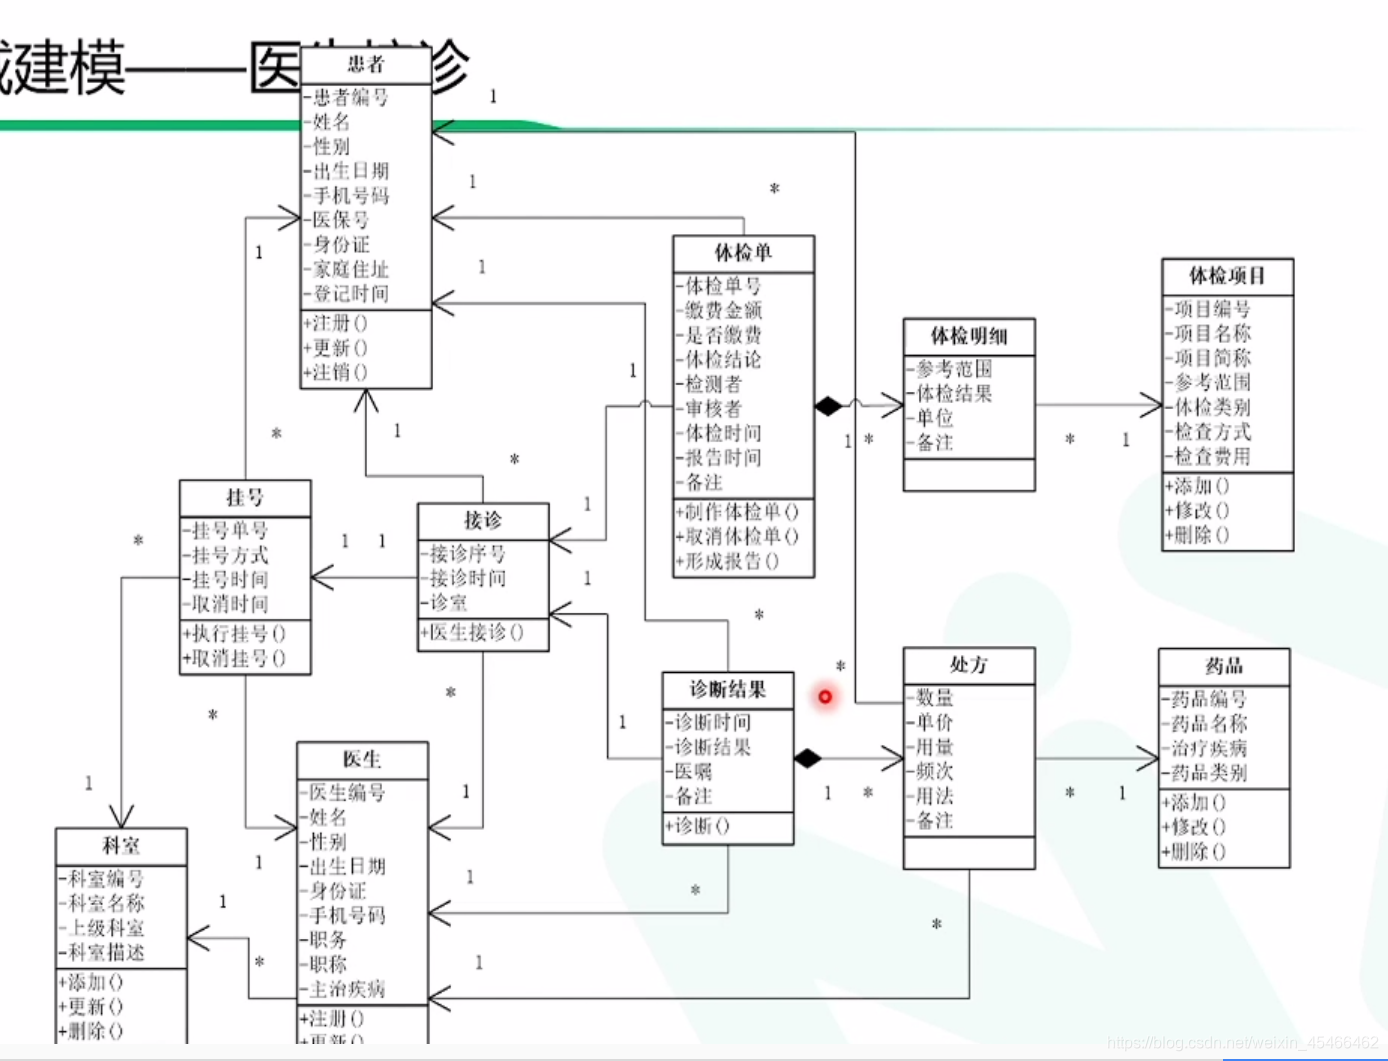 建模——医
诊
患者
-患者编号
-姓名
-性别
-出生日期
-手机号码
-医保号
-身份证
-家庭住址
-登记时间
+注册()
+更新()
+注销()
1
1
1
*
1
*
1
*
体检单
-体检单号
-缴费金额
-是否缴费
-体检结论
-检测者
-审核者
-体检时间
-报告时间
-备注
+制作体检单()
+取消体检单()
+形成报告()
1
1
*
体检明细
-参考范围
-体检结果
-单位
-备注
*
1
体检项目
-项目编号
-项目名称
-项目简称
-参考范围
-体检类别
-检查方式
-检查费用
+添加()
+修改()
+删除()
挂号
-挂号单号
-挂号方式
-挂号时间
-取消时间
+执行挂号()
+取消挂号()
*
1
1
接诊
-接诊序号
-接诊时间
-诊室
+医生接诊()
1
1
*
*
1
诊断结果
-诊断时间
-诊断结果
-医嘱
-备注
+诊断()
1
*
处方
-数量
-单价
-用量
-频次
-用法
-备注
*
1
药品
-药品编号
-药品名称
-治疗疾病
-药品类别
+添加()
+修改()
+删除()
*
*
1
1
1
医生
-医生编号
-姓名
-性别
-出生日期
-身份证
-手机号码
-职务
-职称
-主治疾病
+注册()
+更新()
1
*
1
*
1
*
科室
-科室编号
-科室名称
-上级科室
-科室描述
+添加()
+更新()
+删除()
https://blog.csdn.net/weixin_45466462